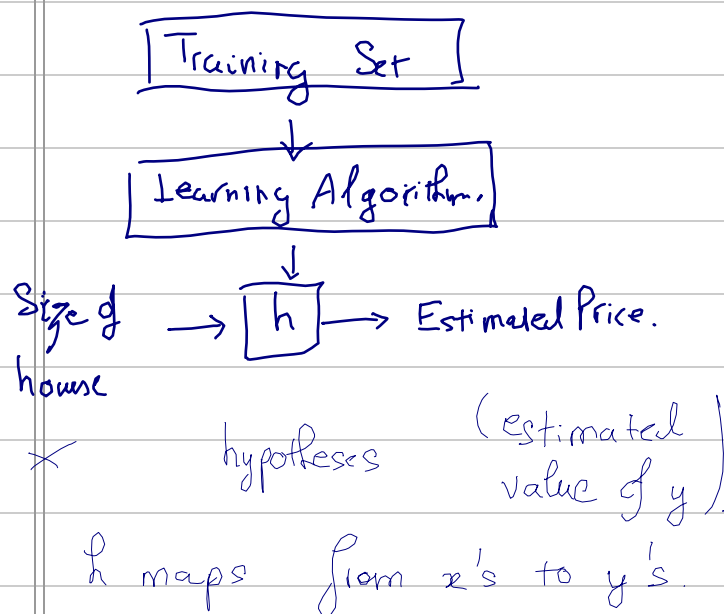 Training Set
Learning Algorithm.
Size of
house
h
Estimated Price.
x
hypotheses
(estimated
value of y)
h maps from x's to y's.